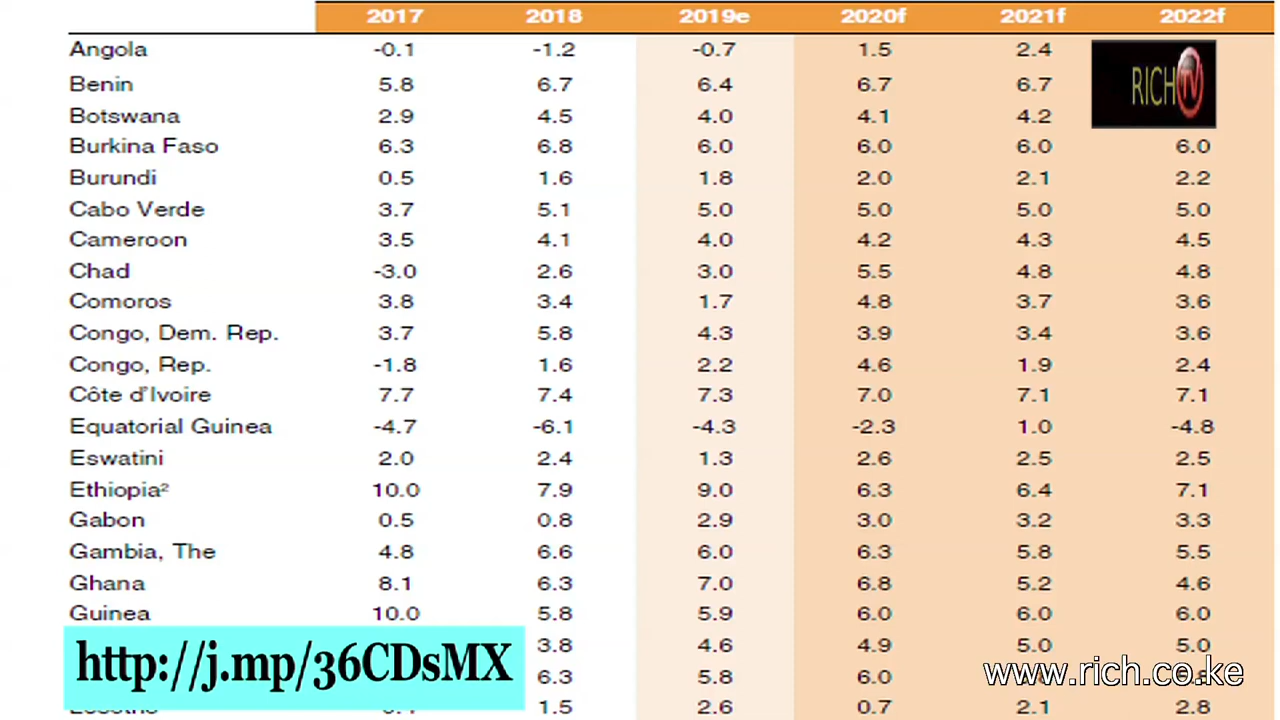 2017 2018 2019e 2020f 2021f 2022f
Angola -0.1 -1.2 -0.7 1.5 2.4
RICH TV
Benin 5.8 6.7 6.4 6.7 6.7
Botswana 2.9 4.5 4.0 4.1 4.2
Burkina Faso 6.3 6.8 6.0 6.0 6.0 6.0
Burundi 0.5 1.6 1.8 2.0 2.1 2.2
Cabo Verde 3.7 5.1 5.0 5.0 5.0 5.0
Cameroon 3.5 4.1 4.0 4.2 4.3 4.5
Chad -3.0 2.6 3.0 5.5 4.8 4.8
Comoros 3.8 3.4 1.7 4.8 3.7 3.6
Congo, Dem. Rep. 3.7 5.8 4.3 3.9 3.4 3.6
Congo, Rep. -1.8 1.6 2.2 4.6 1.9 2.4
Côte d'Ivoire 7.7 7.4 7.3 7.0 7.1 7.1
Equatorial Guinea -4.7 -6.1 -4.3 -2.3 1.0 -4.8
Eswatini 2.0 2.4 1.3 2.6 2.5 2.5
Ethiopia² 10.0 7.9 9.0 6.3 6.4 7.1
Gabon 0.5 0.8 2.9 3.0 3.2 3.3
Gambia, The 4.8 6.6 6.0 6.3 5.8 5.5
Ghana 8.1 6.3 7.0 6.8 5.2 4.6
Guinea 10.0 5.8 5.9 6.0 6.0 6.0
3.8 4.6 4.9 5.0 5.0
http://j.mp/36CDsMX
6.3 5.8 6.0
www.rich.co.ke
1.5 2.6 0.7 2.1 2.8